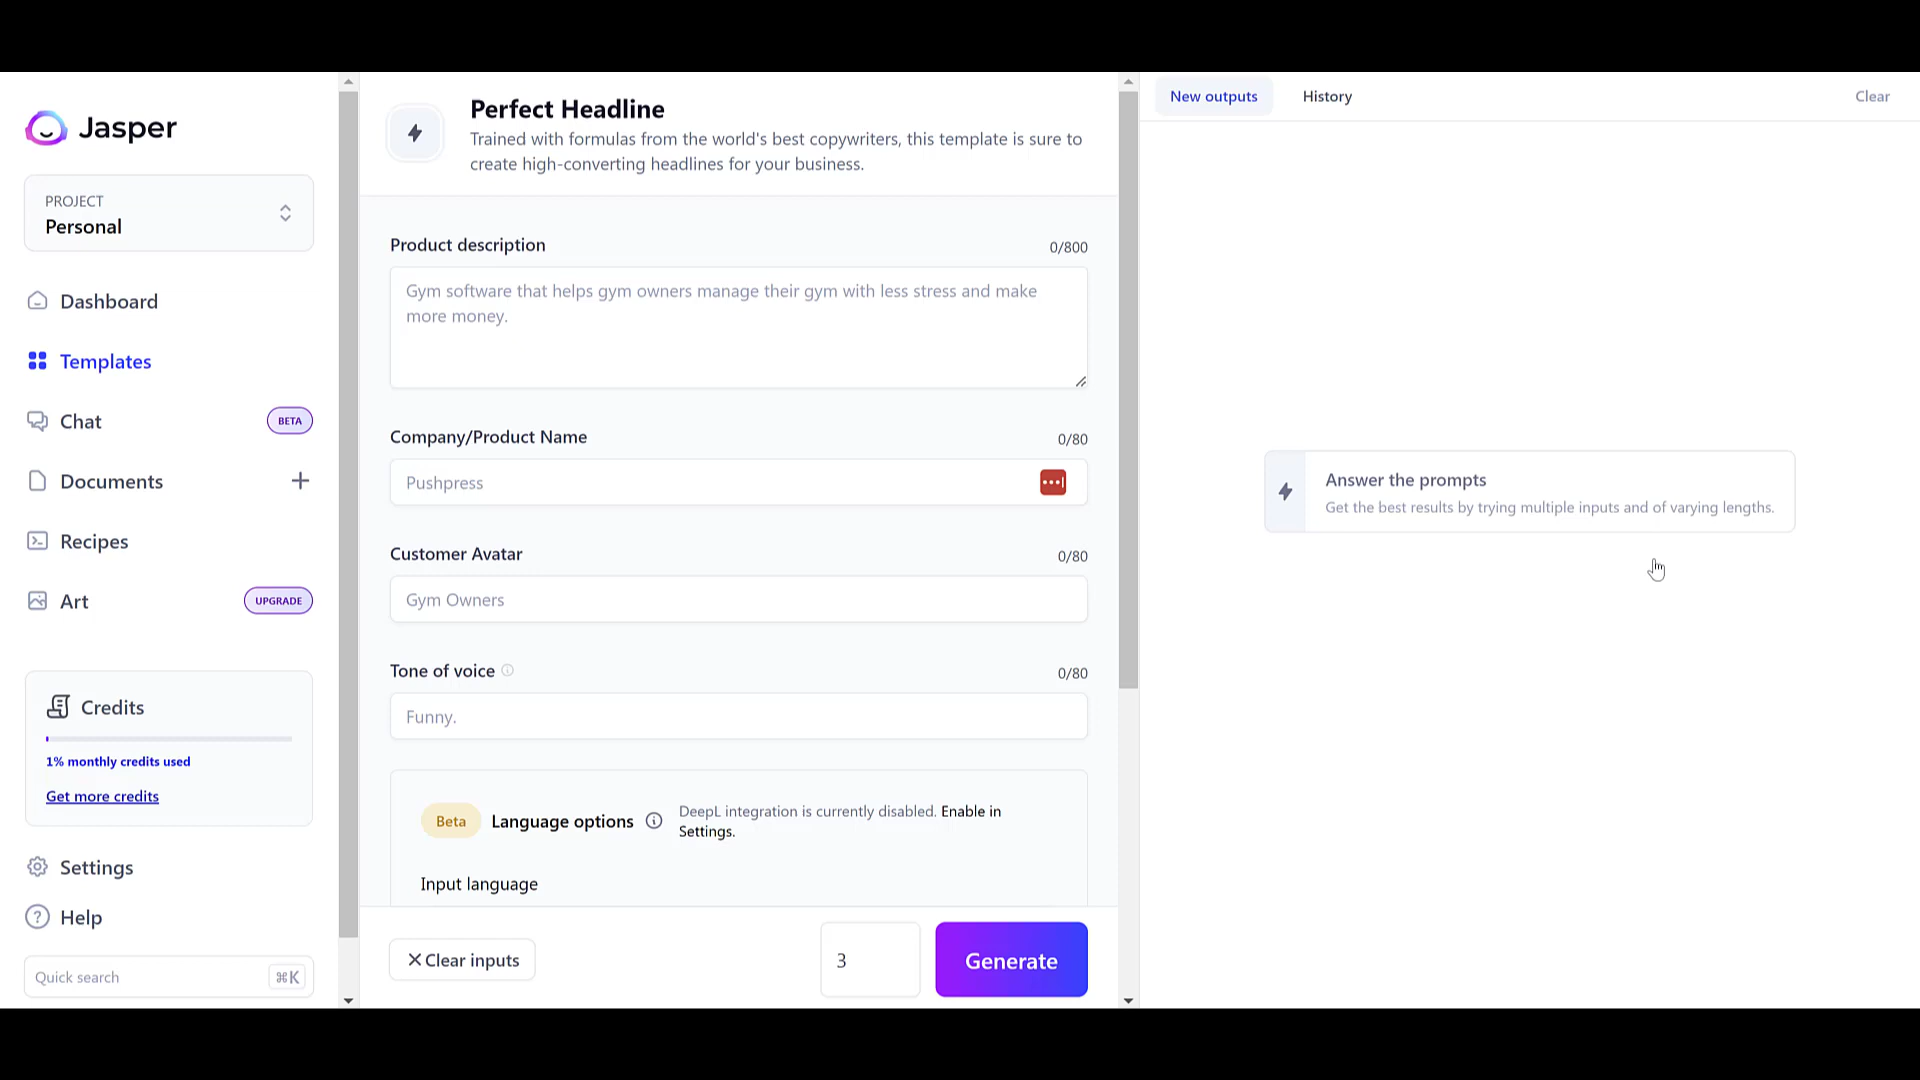 Jasper
PROJECT
Personal
Dashboard
Templates
Chat
BETA
Documents
Recipes
Art
UPGRADE
Credits
1% monthly credits used
Get more credits
Settings
Help
Quick search
⌘K
Perfect Headline
Trained with formulas from the world's best copywriters, this template is sure to
create high-converting headlines for your business.
Product description
0/800
Gym software that helps gym owners manage their gym with less stress and make
more money.
Company/Product Name
0/80
Pushpress
Customer Avatar
0/80
Gym Owners
Tone of voice
0/80
Funny.
Beta
Language options
DeepL integration is currently disabled. Enable in
Settings.
Input language
Clear inputs
3
Generate
New outputs
History
Clear
Answer the prompts
Get the best results by trying multiple inputs and of varying lengths.